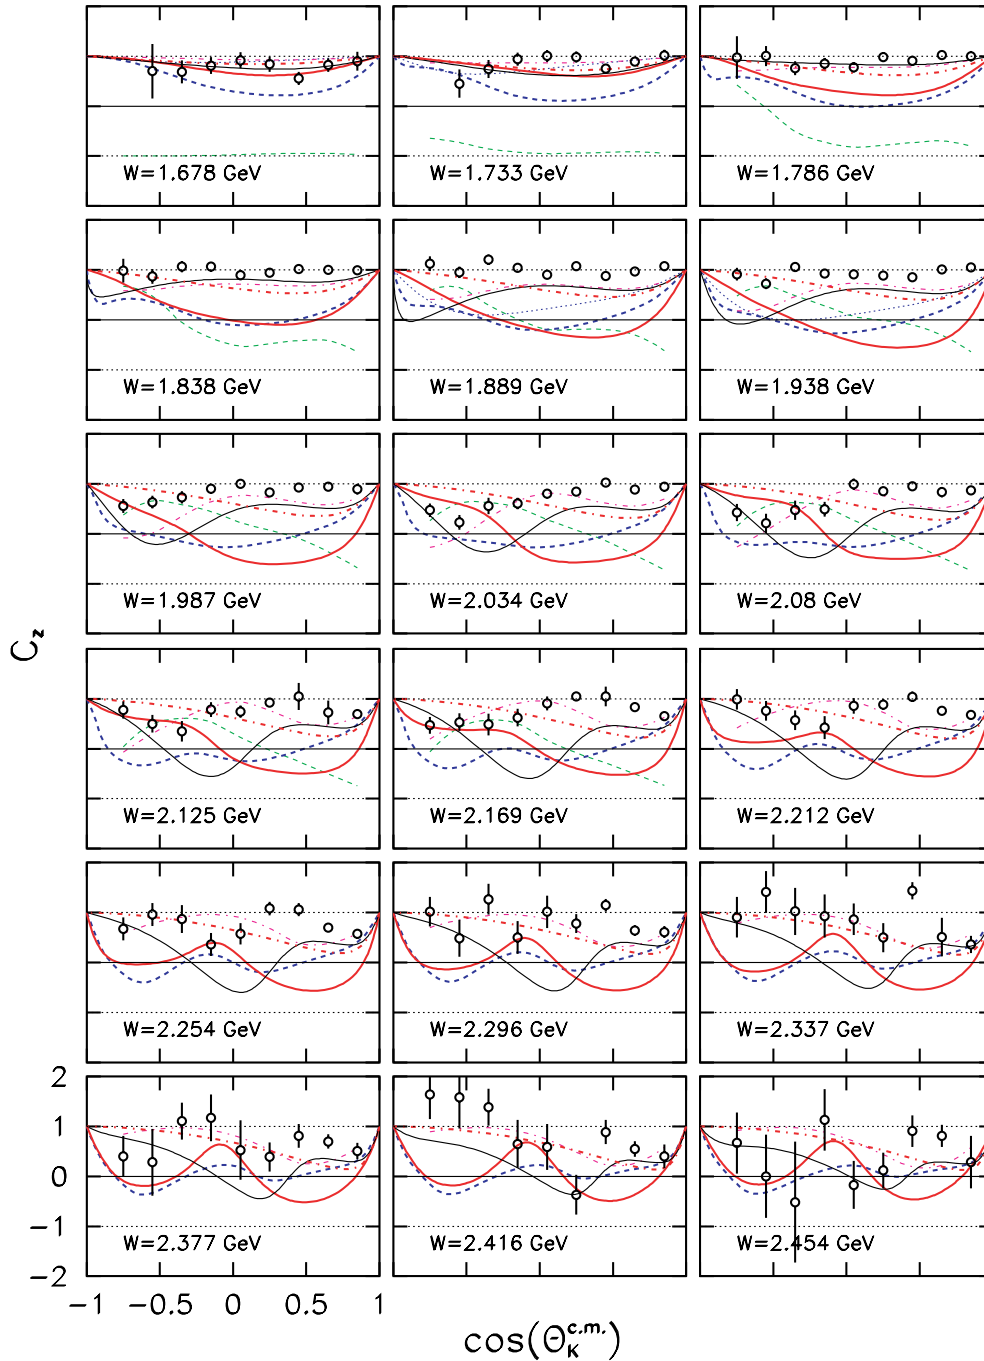 W=1.678 GeV
W=1.733 GeV
W=1.786 GeV
W=1.838 GeV
W=1.889 GeV
W=1.938 GeV
W=1.987 GeV
W=2.034 GeV
W=2.08 GeV
C_z
W=2.125 GeV
W=2.169 GeV
W=2.212 GeV
W=2.254 GeV
W=2.296 GeV
W=2.337 GeV
2
1
0
−1
−2
W=2.377 GeV
W=2.416 GeV
W=2.454 GeV
−1 −0.5 0 0.5 1
cos(Θ_K^c.m.)